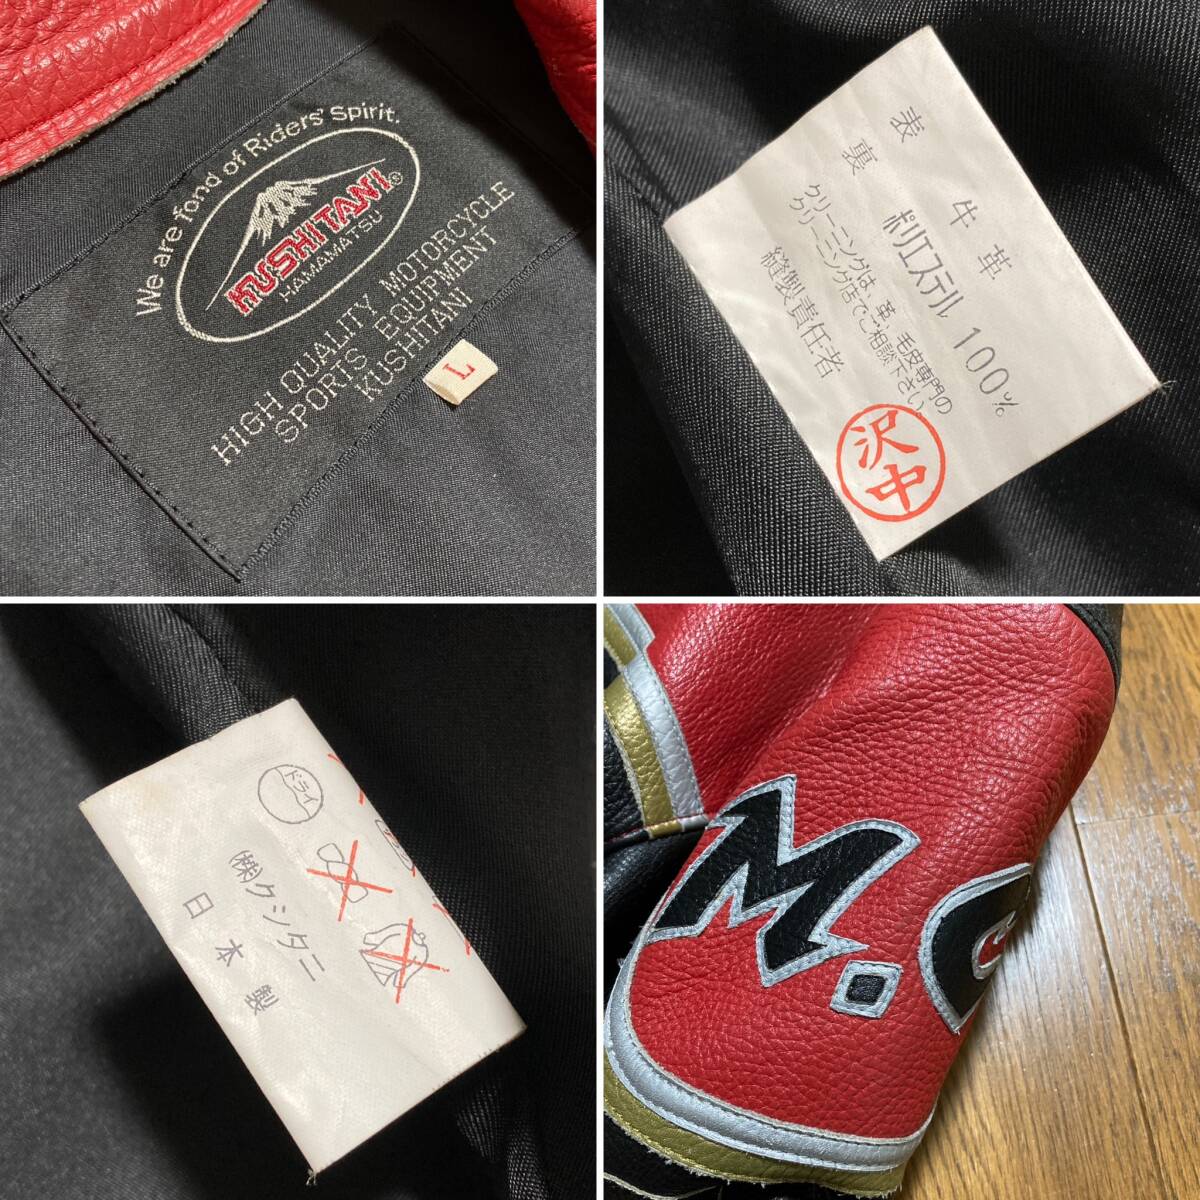 We are fond of Riders' Spirit.
KUSHITANI®
HAMAMATSU
HIGH QUALITY MOTORCYCLE
SPORTS EQUIPMENT
KUSHITANI
L
表 牛革
裏 ポリエステル 100%
クリーニングは、革、毛皮専門の
クリーニング店でご相談下さい。
縫製責任者
沢中
ドライ
㈱クシタニ
日本製
M.C